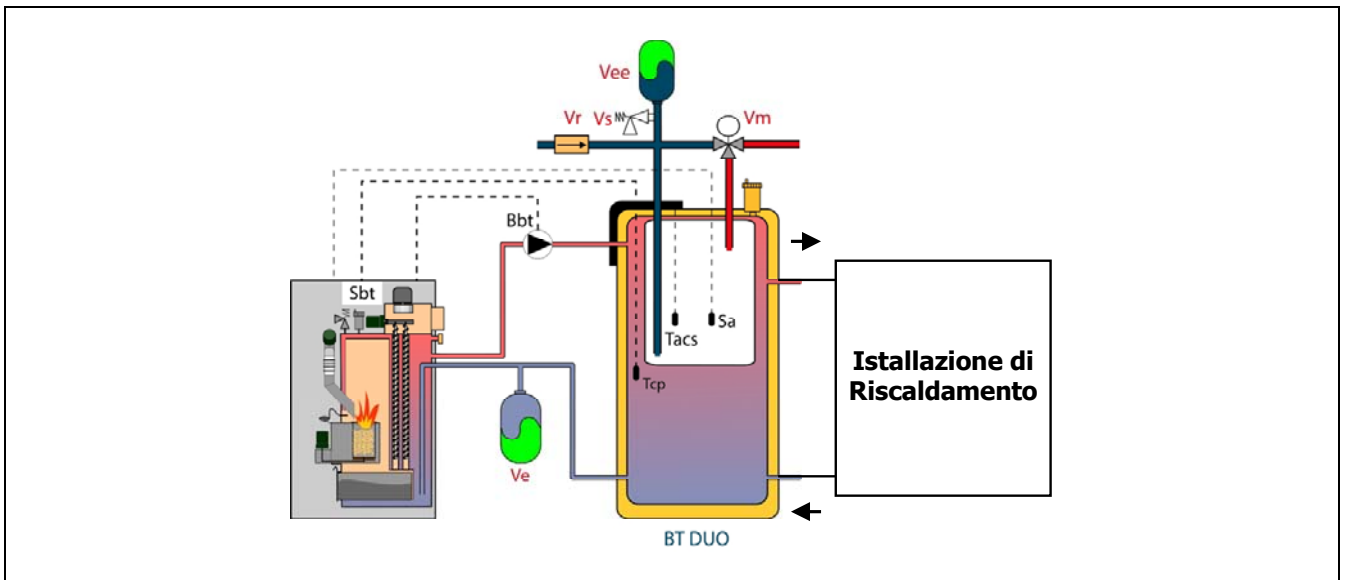 Vee
Vr
Vs
Vm
Bbt
Sbt
Tacs
Sa
Tcp
Istallazione di
Riscaldamento
Ve
BT DUO